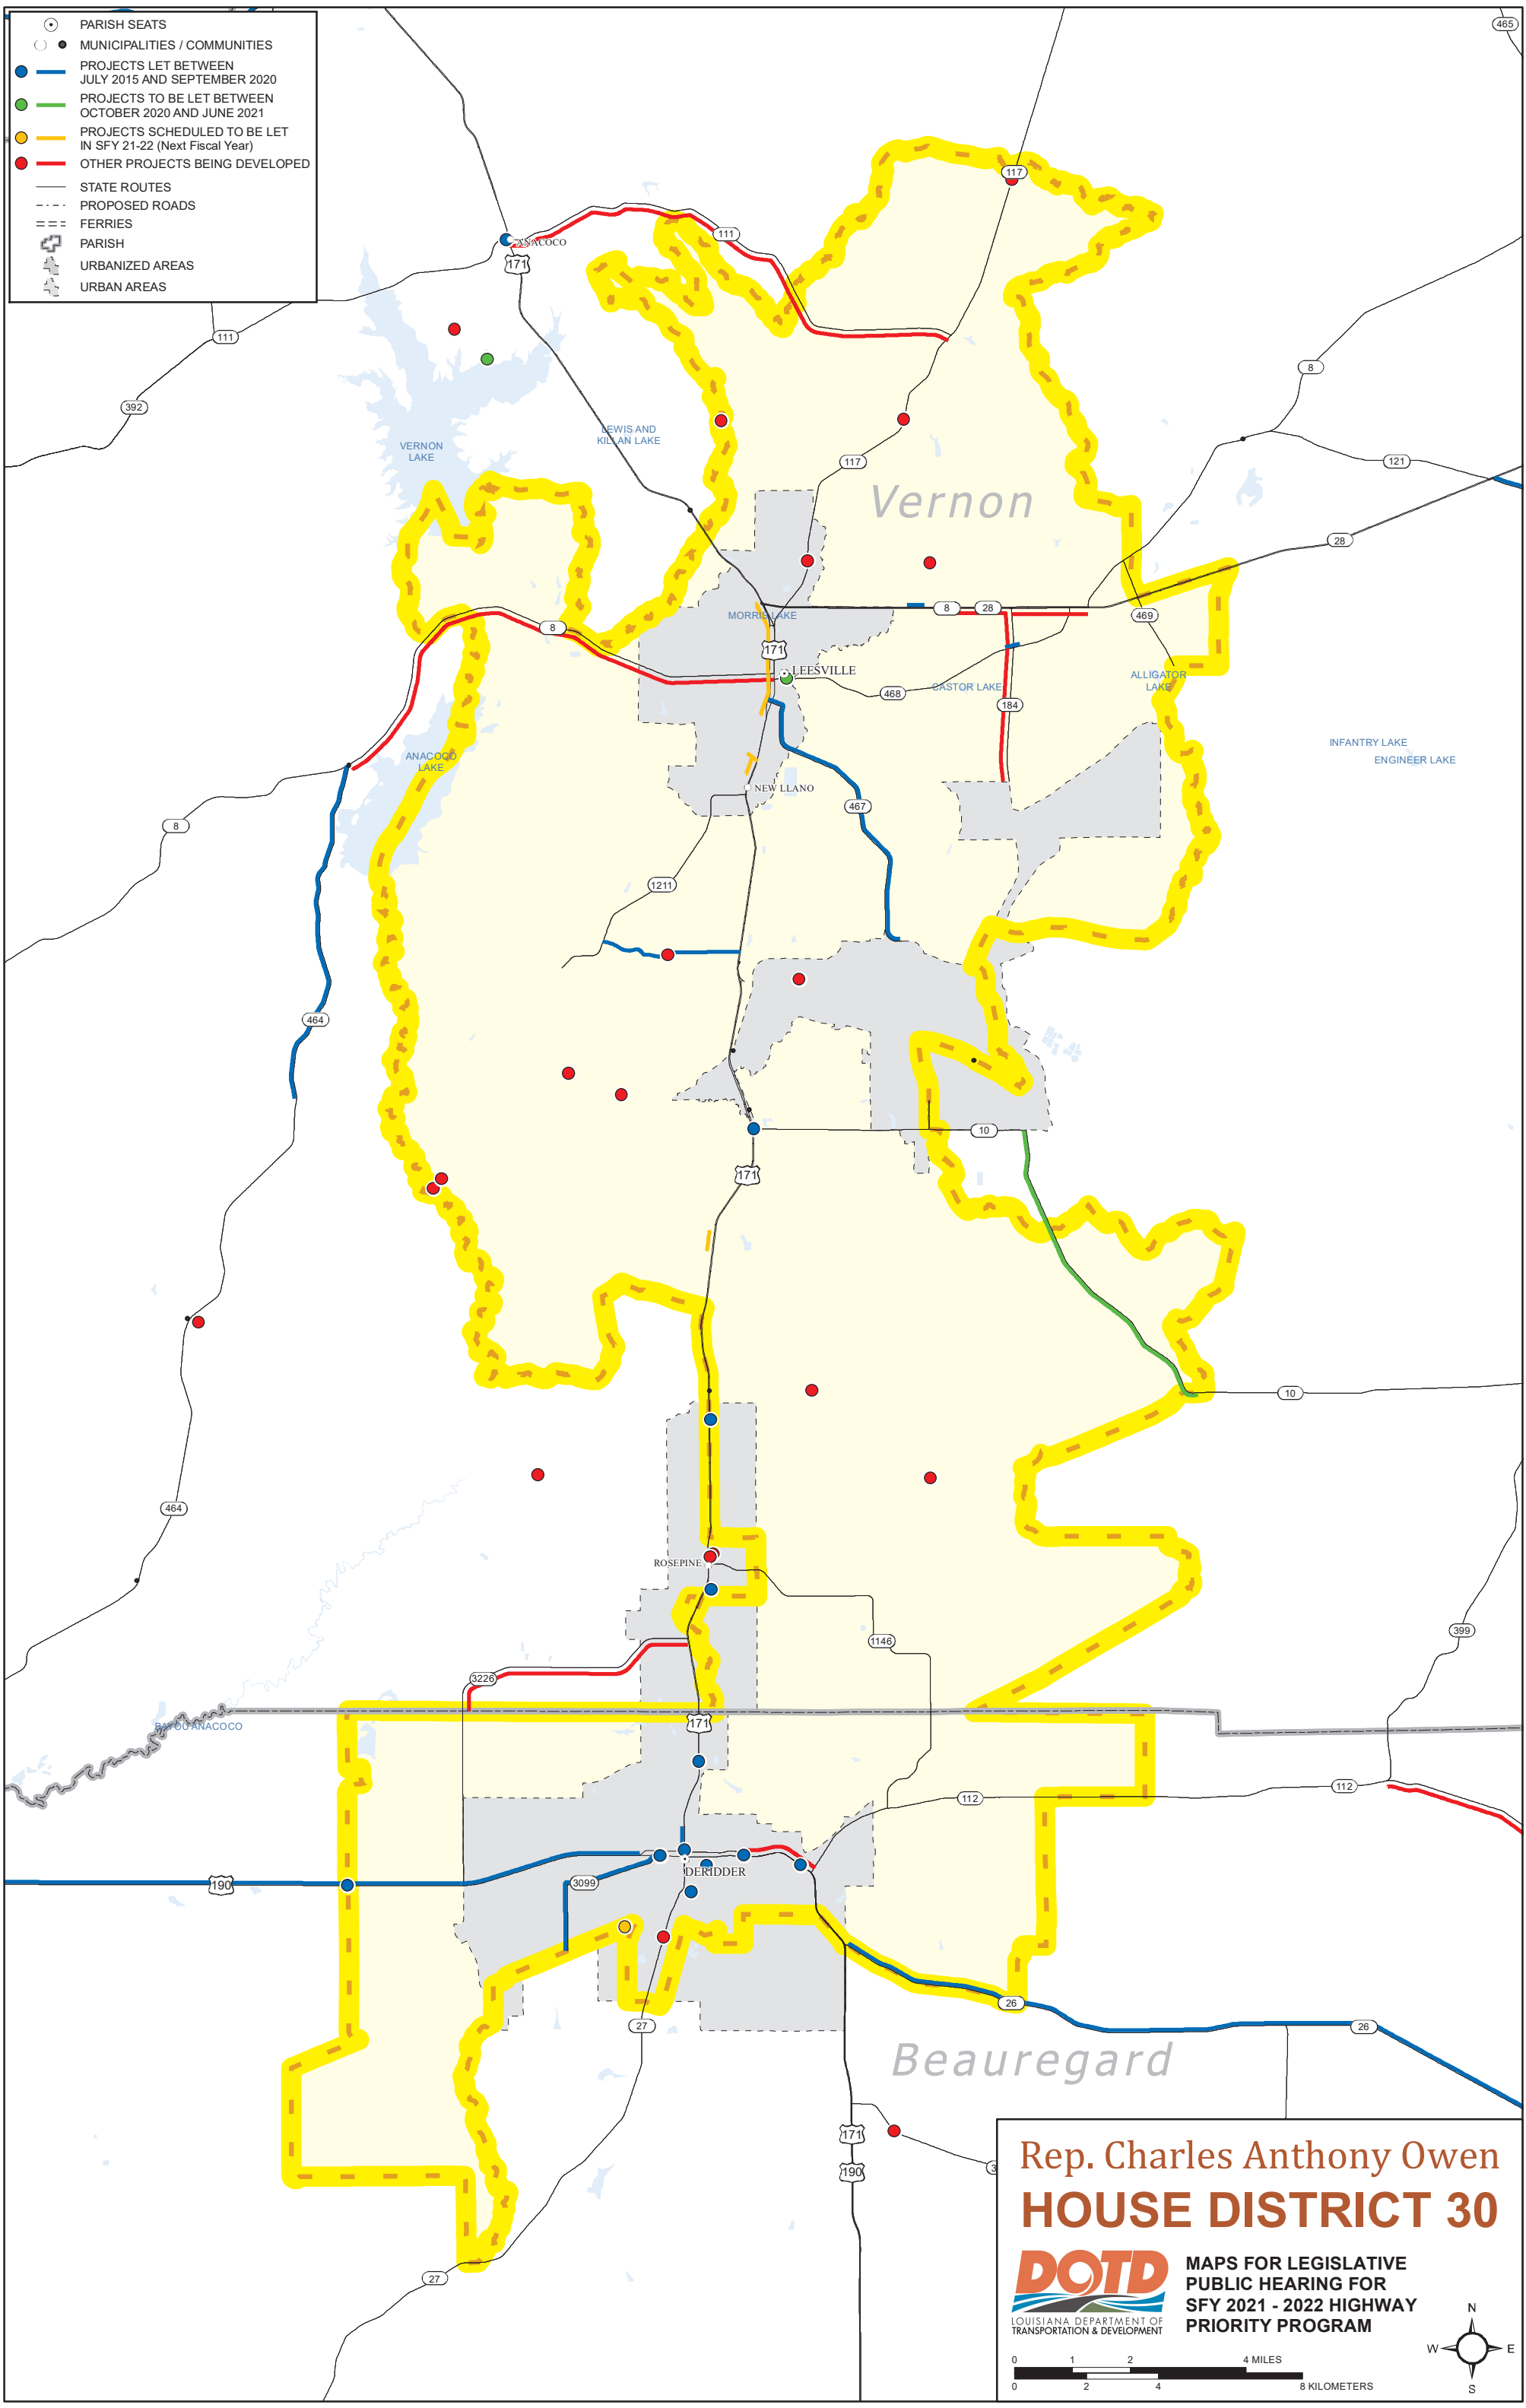 PARISH SEATS
MUNICIPALITIES / COMMUNITIES
PROJECTS LET BETWEEN
JULY 2015 AND SEPTEMBER 2020
PROJECTS TO BE LET BETWEEN
OCTOBER 2020 AND JUNE 2021
PROJECTS SCHEDULED TO BE LET
IN SFY 21-22 (Next Fiscal Year)
OTHER PROJECTS BEING DEVELOPED
STATE ROUTES
PROPOSED ROADS
FERRIES
PARISH
URBANIZED AREAS
URBAN AREAS
465
117
111
ANACOCO
171
111
8
392
VERNON
LAKE
LEWIS AND
KILLAN LAKE
117
121
Vernon
28
MORRIS LAKE
8
28
469
8
171
LEESVILLE
468
CASTOR LAKE
ALLIGATOR
LAKE
184
INFANTRY LAKE
ENGINEER LAKE
ANACOCO
LAKE
NEW LLANO
467
8
1211
464
10
171
10
464
ROSEPINE
1146
399
3226
171
BAYOU ANACOCO
112
112
190
3099
DERIDDER
26
26
27
Beauregard
171
190
3
27
Rep. Charles Anthony Owen
HOUSE DISTRICT 30
DOTD
LOUISIANA DEPARTMENT OF
TRANSPORTATION & DEVELOPMENT
MAPS FOR LEGISLATIVE
PUBLIC HEARING FOR
SFY 2021 - 2022 HIGHWAY
PRIORITY PROGRAM
N
W
E
S
0 1 2 4 MILES
0 2 4 8 KILOMETERS